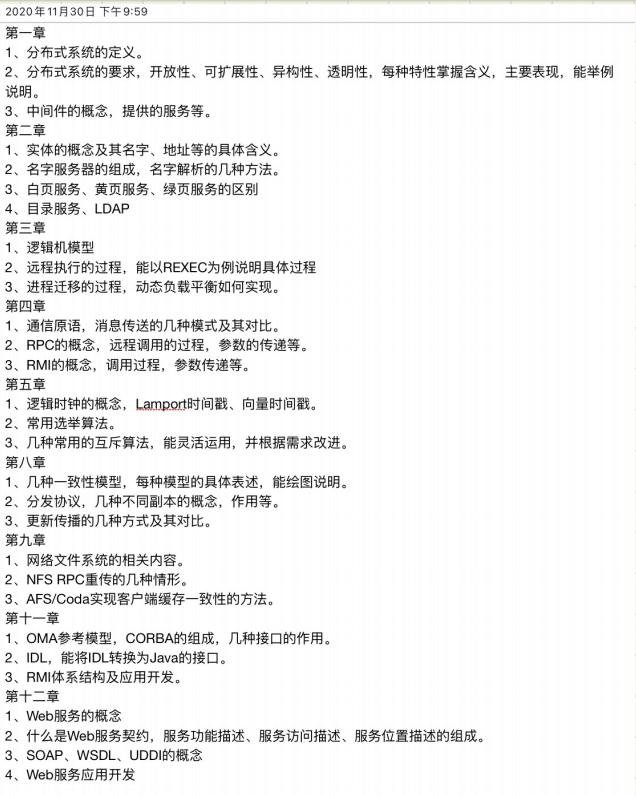 2020年11月30日 下午9:59
第一章
1、分布式系统的定义。
2、分布式系统的要求，开放性、可扩展性、异构性、透明性，每种特性掌握含义，主要表现，能举例
说明。
3、中间件的概念，提供的服务等。
第二章
1、实体的概念及其名字、地址等的具体含义。
2、名字服务器的组成，名字解析的几种方法。
3、白页服务、黄页服务、绿页服务的区别
4、目录服务、LDAP
第三章
1、逻辑机模型
2、远程执行的过程，能以REXEC为例说明具体过程
3、进程迁移的过程，动态负载平衡如何实现。
第四章
1、通信原语，消息传送的几种模式及其对比。
2、RPC的概念，远程调用的过程，参数的传递等。
3、RMI的概念，调用过程，参数传递等。
第五章
1、逻辑时钟的概念，Lamport时间戳、向量时间戳。
2、常用选举算法。
3、几种常用的互斥算法，能灵活运用，并根据需求改进。
第八章
1、几种一致性模型，每种模型的具体表述，能绘图说明。
2、分发协议，几种不同副本的概念，作用等。
3、更新传播的几种方式及其对比。
第九章
1、网络文件系统的相关内容。
2、NFS RPC重传的几种情形。
3、AFS/Coda实现客户端缓存一致性的方法。
第十一章
1、OMA参考模型，CORBA的组成，几种接口的作用。
2、IDL，能将IDL转换为Java的接口。
3、RMI体系结构及应用开发。
第十二章
1、Web服务的概念
2、什么是Web服务契约，服务功能描述、服务访问描述、服务位置描述的组成。
3、SOAP、WSDL、UDDI的概念
4、Web服务应用开发